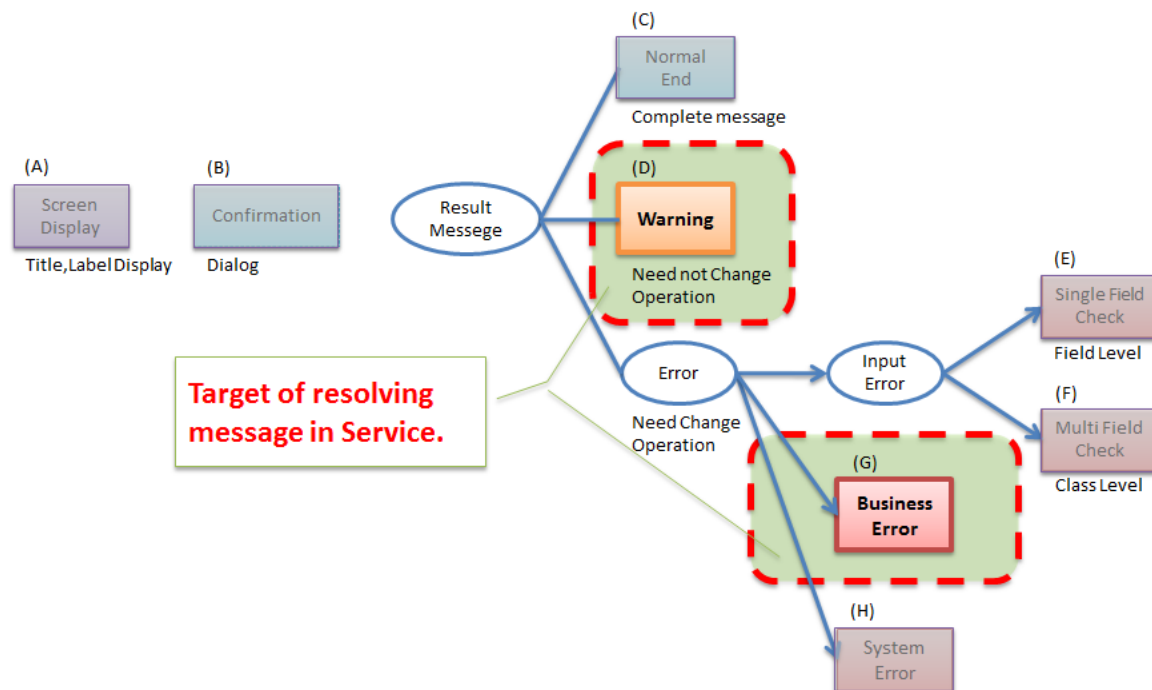 (A)
Screen
Display
Title,Label Display
(B)
Confirmation
Dialog
Result
Messege
(C)
Normal
End
Complete message
(D)
Warning
Need not Change
Operation
Target of resolving
message in Service.
Error
Need Change
Operation
Input
Error
(E)
Single Field
Check
Field Level
(F)
Multi Field
Check
Class Level
(G)
Business
Error
(H)
System
Error